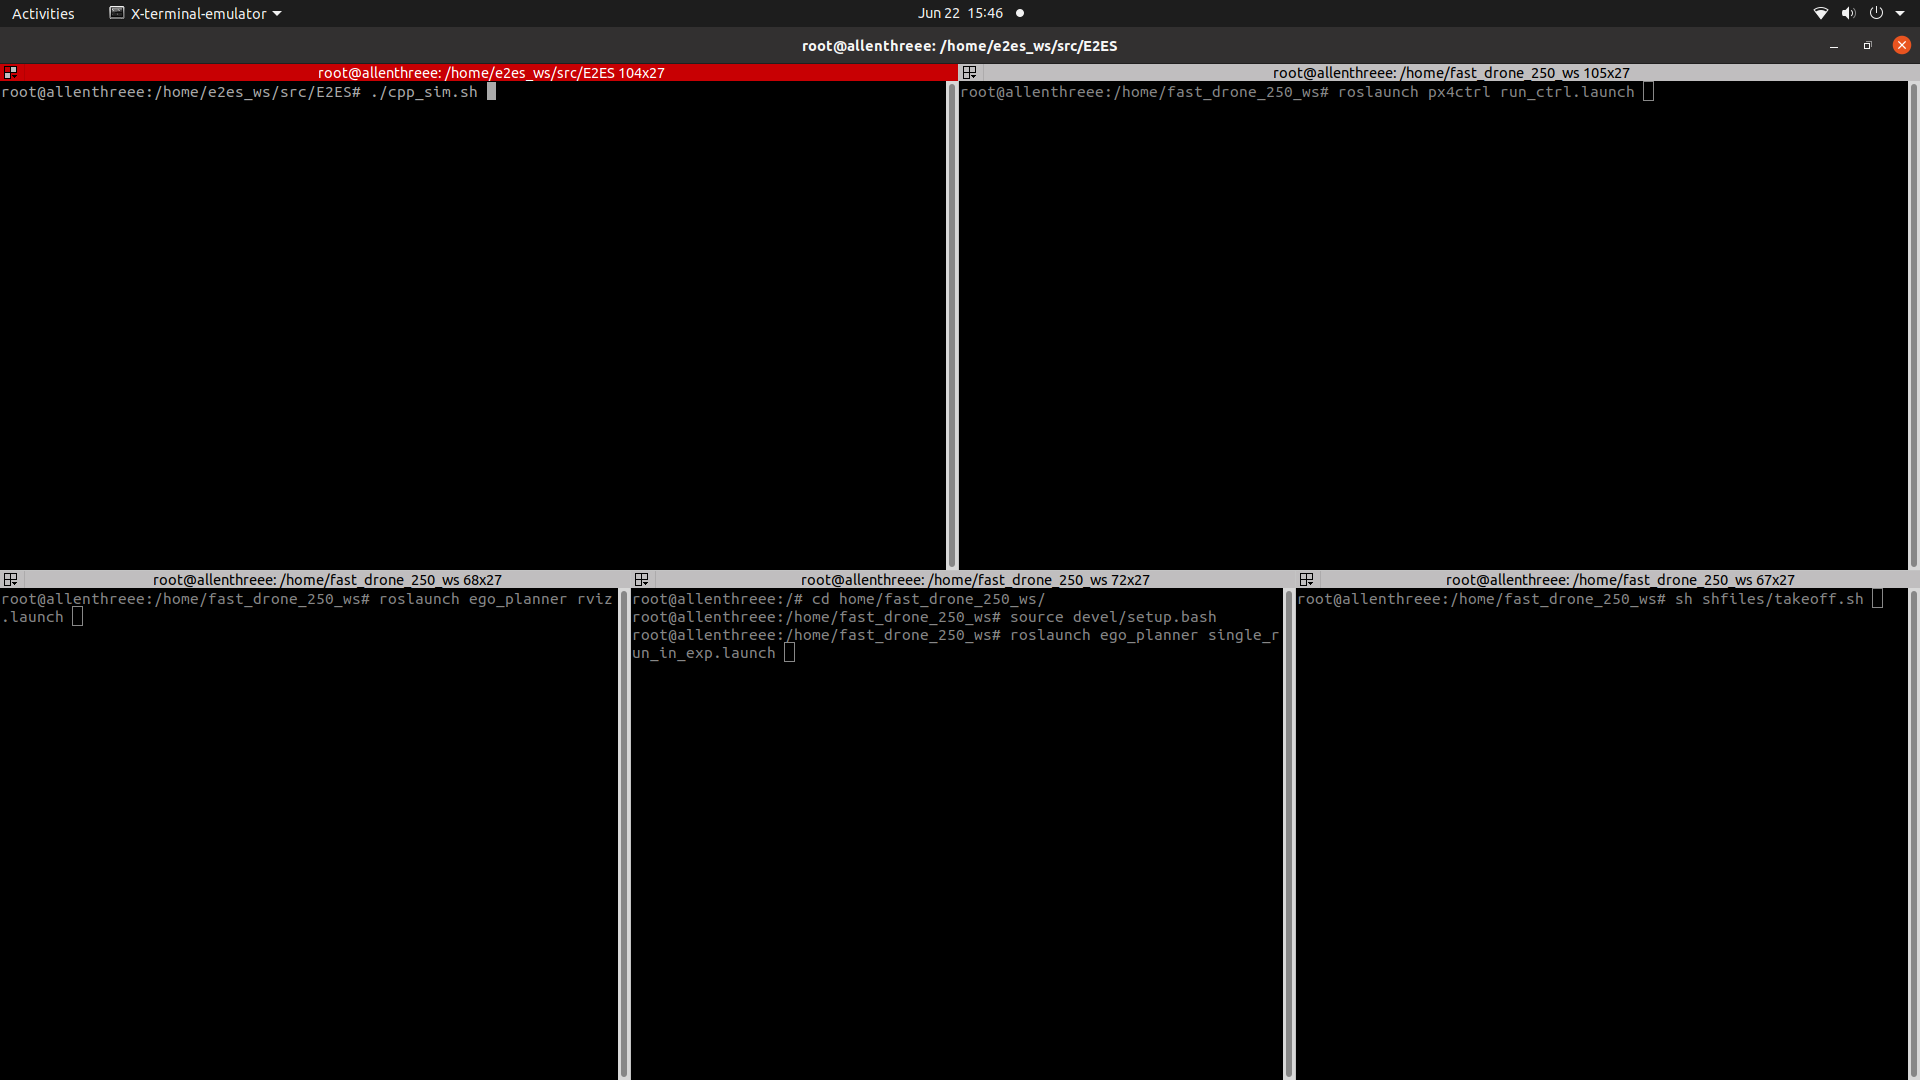 Activities
X-terminal-emulator
Jun 22 15:46
root@allenthreee: /home/e2es_ws/src/E2ES
root@allenthreee: /home/e2es_ws/src/E2ES 104x27
root@allenthreee:/home/e2es_ws/src/E2ES# ./cpp_sim.sh
root@allenthreee: /home/fast_drone_250_ws 105x27
root@allenthreee:/home/fast_drone_250_ws# roslaunch px4ctrl run_ctrl.launch
root@allenthreee: /home/fast_drone_250_ws 68x27
root@allenthreee:/home/fast_drone_250_ws# roslaunch ego_planner rviz
.launch
root@allenthreee: /home/fast_drone_250_ws 72x27
root@allenthreee:/# cd home/fast_drone_250_ws/
root@allenthreee:/home/fast_drone_250_ws# source devel/setup.bash
root@allenthreee:/home/fast_drone_250_ws# roslaunch ego_planner single_r
un_in_exp.launch
root@allenthreee: /home/fast_drone_250_ws 67x27
root@allenthreee:/home/fast_drone_250_ws# sh shfiles/takeoff.sh